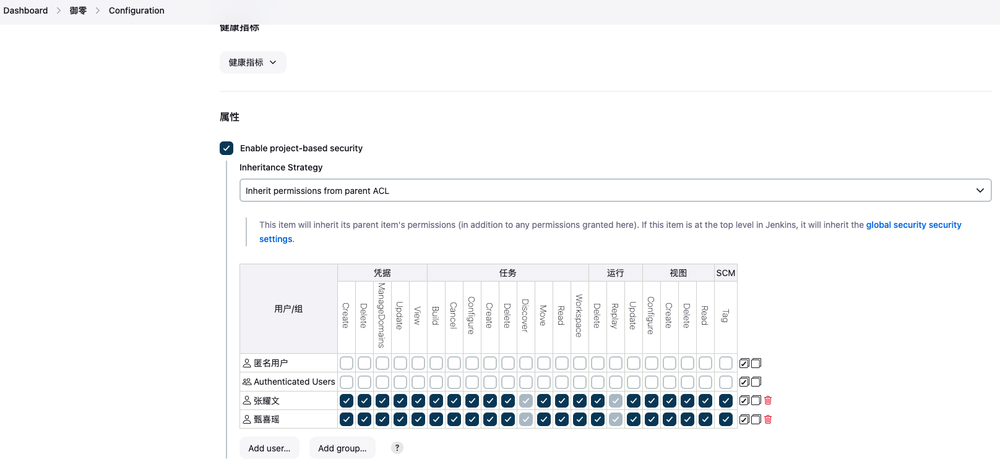 Dashboard > 御零 > Configuration
健康指标
健康指标
属性
Enable project-based security
Inheritance Strategy
Inherit permissions from parent ACL
This item will inherit its parent item's permissions (in addition to any permissions granted here). If this item is at the top level in Jenkins, it will inherit the global security security
settings.
用户/组 凭据 任务 运行 视图 SCM
Create Delete ManageDomains Update View Build Cancel Configure Create Delete Discover Move Read Workspace Delete Replay Update Configure Create Delete Read Tag
匿名用户
Authenticated Users
张耀文
甄喜瑶
Add user... Add group... ?